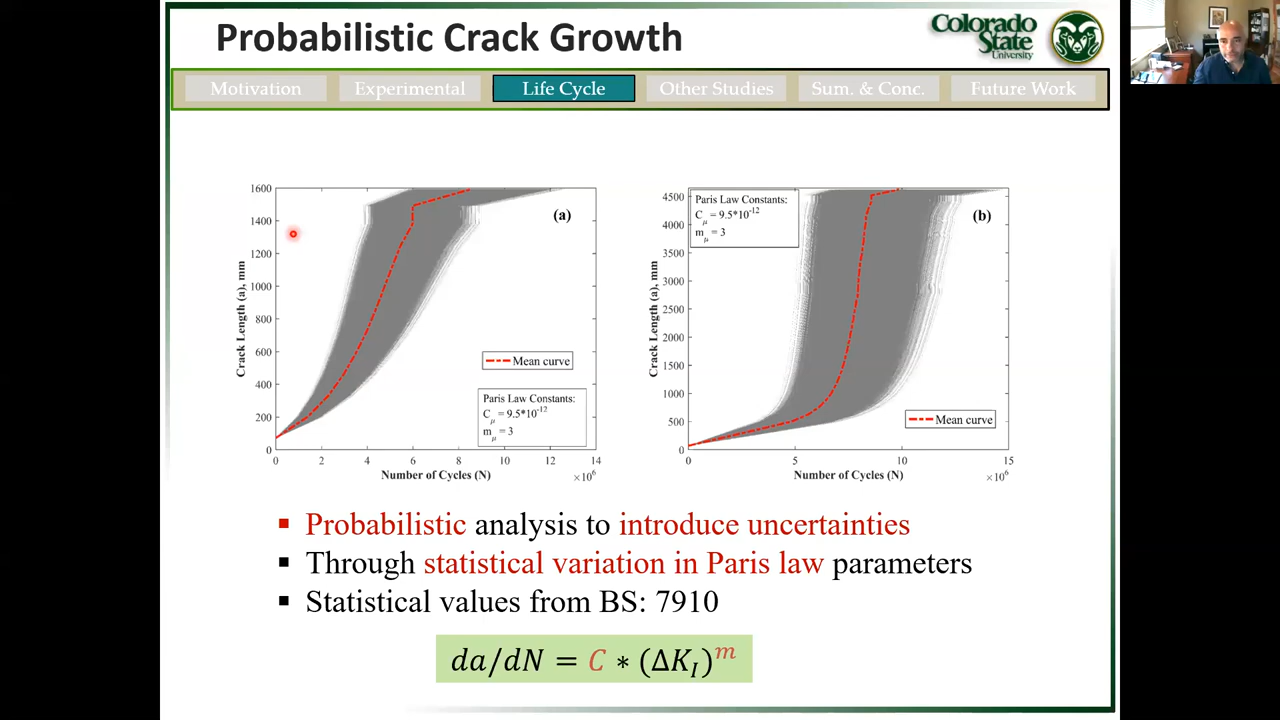 Probabilistic Crack Growth
Colorado
State
University
Motivation
Experimental
Life Cycle
Other Studies
Sum. & Conc.
Future Work
1600
1400
1200
1000
800
600
400
200
0
Crack Length (a), mm
(a)
Mean curve
Paris Law Constants:
Cμ = 9.5*10-12
mμ = 3
0 2 4 6 8 10 12 14
Number of Cycles (N)
×10^6
4500
4000
3000
2500
2000
1000
500
0
Crack Length (a), mm
Paris Law Constants:
Cμ = 9.5*10-12
mμ = 3
(b)
Mean curve
0 5 10 15
Number of Cycles (N)
×10^6
Probabilistic analysis to introduce uncertainties
Through statistical variation in Paris law parameters
Statistical values from BS: 7910
da/dN = C * (ΔK_I)^m